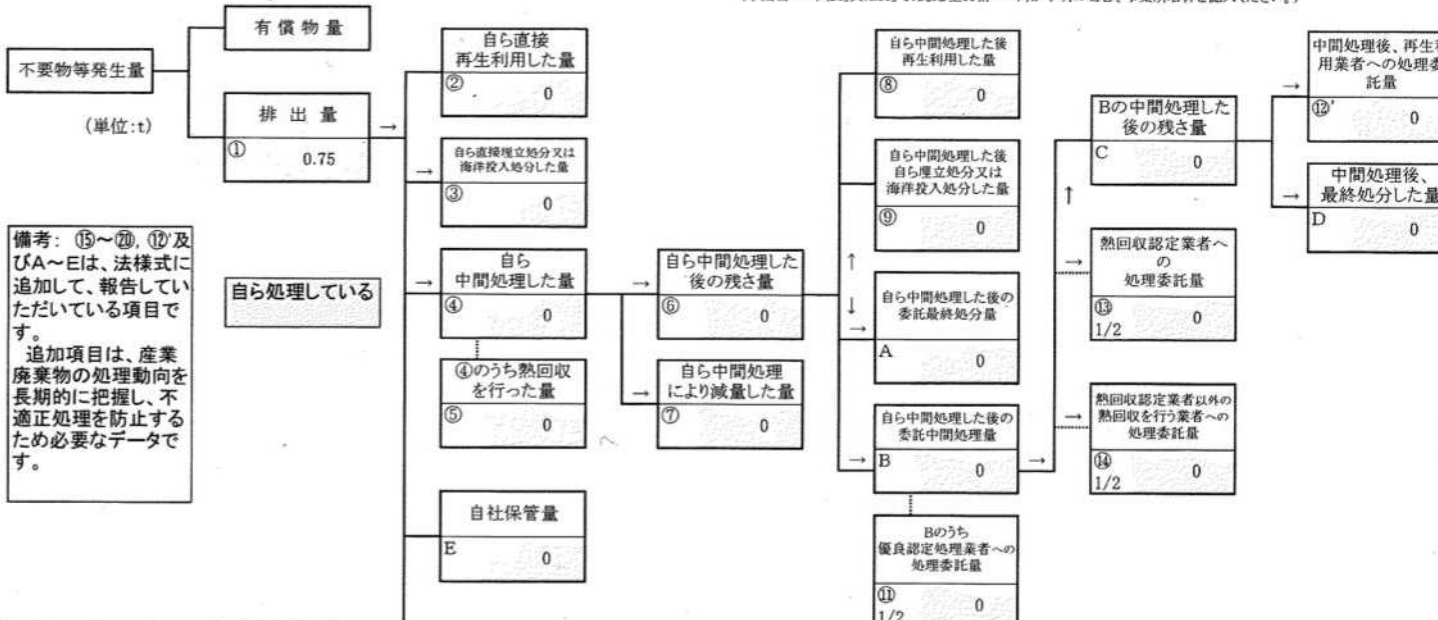 不要物等発生量
(単位:t)
有償物量
排出量
①
0.75
備考: ⑮~⑳, ⑫'及
びA~Eは、法様式に
追加して、報告してい
ただいている項目で
す。
追加項目は、産業
廃棄物の処理動向を
長期的に把握し、不
適正処理を防止する
ため必要なデータで
す。
自ら処理している
→
自ら直接
再生利用した量
②
0
→
自ら直接埋立処分又は
海洋投入処分した量
③
0
→
自ら
中間処理した量
④
0
④のうち熱回収
を行った量
⑤
0
自社保管量
E
0
→
自ら中間処理した
後の残さ量
⑥
0
→
自ら中間処理
により減量した量
⑦
0
自ら中間処理した後
再生利用した量
⑧
0
自ら中間処理した後
自ら埋立処分又は
海洋投入処分した量
⑨
0
↑
↓
→
自ら中間処理した後の
委託最終処分量
A
0
→
自ら中間処理した後の
委託中間処理量
B
0
Bのうち
優良認定処理業者への
処理委託量
⑪
1/2
0
→
Bの中間処理した
後の残さ量
C
0
↑
→
熱回収認定業者へ
の
処理委託量
⑬
1/2
0
→
熱回収認定業者以外の
熱回収を行う業者への
処理委託量
⑭
1/2
0
→
中間処理後、再生
用業者への処理委
託量
⑫'
0
→
中間処理後、
最終処分した量
D
0